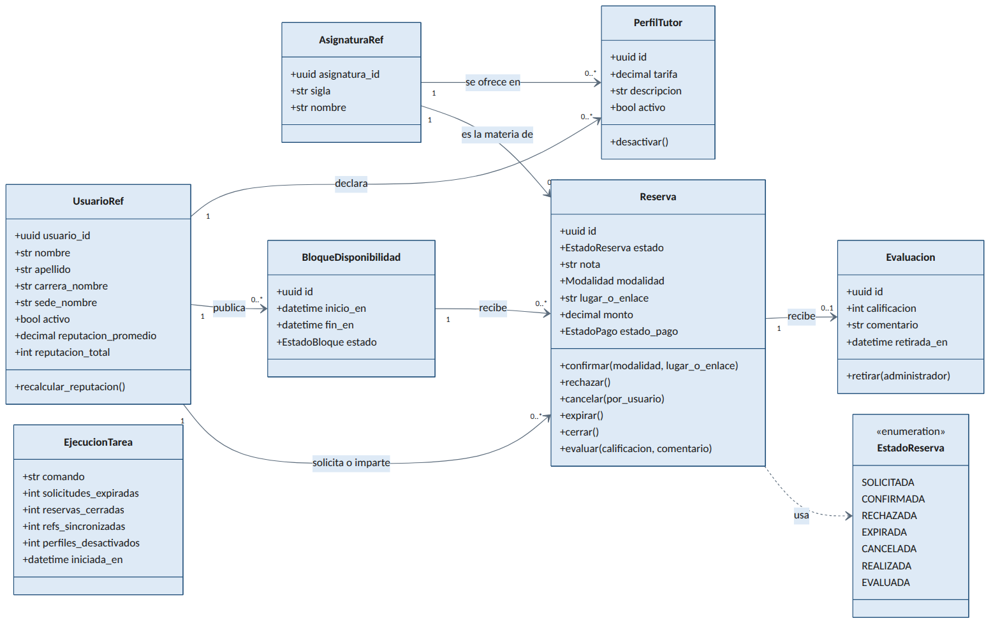 AsignaturaRef
+uuid asignatura_id
+str sigla
+str nombre
PerfilTutor
+uuid id
+decimal tarifa
+str descripcion
+bool activo
+desactivar()
1
se ofrece en
0..*
1
es la materia de
0
1
declara
0..*
UsuarioRef
+uuid usuario_id
+str nombre
+str apellido
+str carrera_nombre
+str sede_nombre
+bool activo
+decimal reputacion_promedio
+int reputacion_total
+recalcular_reputacion()
1
publica
0..*
BloqueDisponibilidad
+uuid id
+datetime inicio_en
+datetime fin_en
+EstadoBloque estado
1
recibe
0..*
Reserva
+uuid id
+EstadoReserva estado
+str nota
+Modalidad modalidad
+str lugar_o_enlace
+decimal monto
+EstadoPago estado_pago
+confirmar(modalidad, lugar_o_enlace)
+rechazar()
+cancelar(por_usuario)
+expirar()
+cerrar()
+evaluar(calificacion, comentario)
1
recibe
0..1
Evaluacion
+uuid id
+int calificacion
+str comentario
+datetime retirada_en
+retirar(administrador)
1
solicita o imparte
0..*
EjecucionTarea
+str comando
+int solicitudes_expiradas
+int reservas_cerradas
+int refs_sincronizadas
+int perfiles_desactivados
+datetime iniciada_en
usa
«enumeration»
EstadoReserva
SOLICITADA
CONFIRMADA
RECHAZADA
EXPIRADA
CANCELADA
REALIZADA
EVALUADA